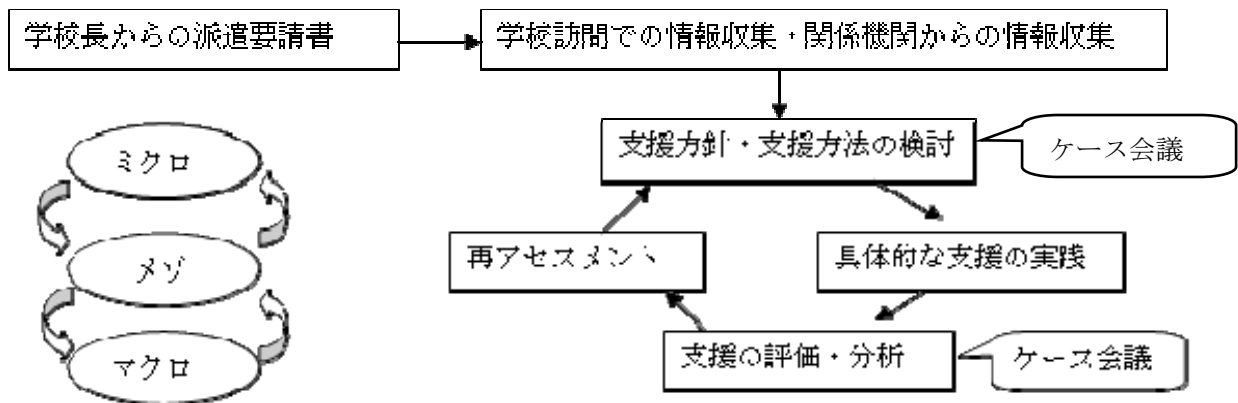 学校長からの派遣要請書
学校訪問での情報収集・関係機関からの情報収集
支援方針・支援方法の検討
ケース会議
ミクロ
メゾ
マクロ
再アセスメント
具体的な支援の実践
支援の評価・分析
ケース会議